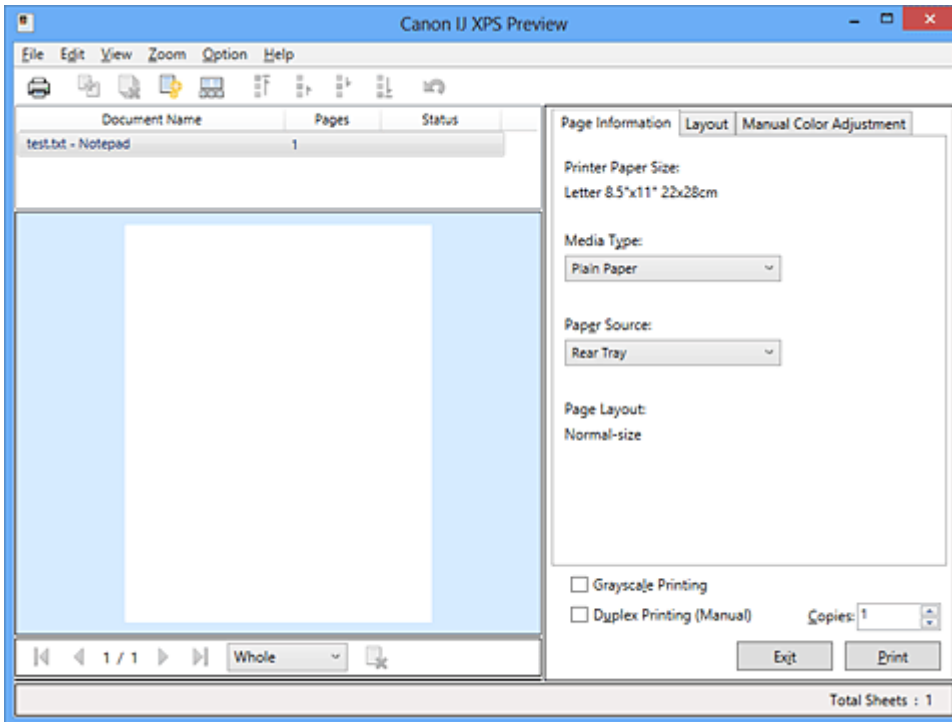 Canon IJ XPS Preview
File Edit View Zoom Option Help
Document Name Pages Status
test.txt - Notepad 1
Page Information Layout Manual Color Adjustment
Printer Paper Size:
Letter 8.5"x11" 22x28cm
Media Type:
Plain Paper
Paper Source:
Rear Tray
Page Layout:
Normal-size
Grayscale Printing
Duplex Printing (Manual) Copies: 1
1 / 1 Whole
Exit Print
Total Sheets : 1